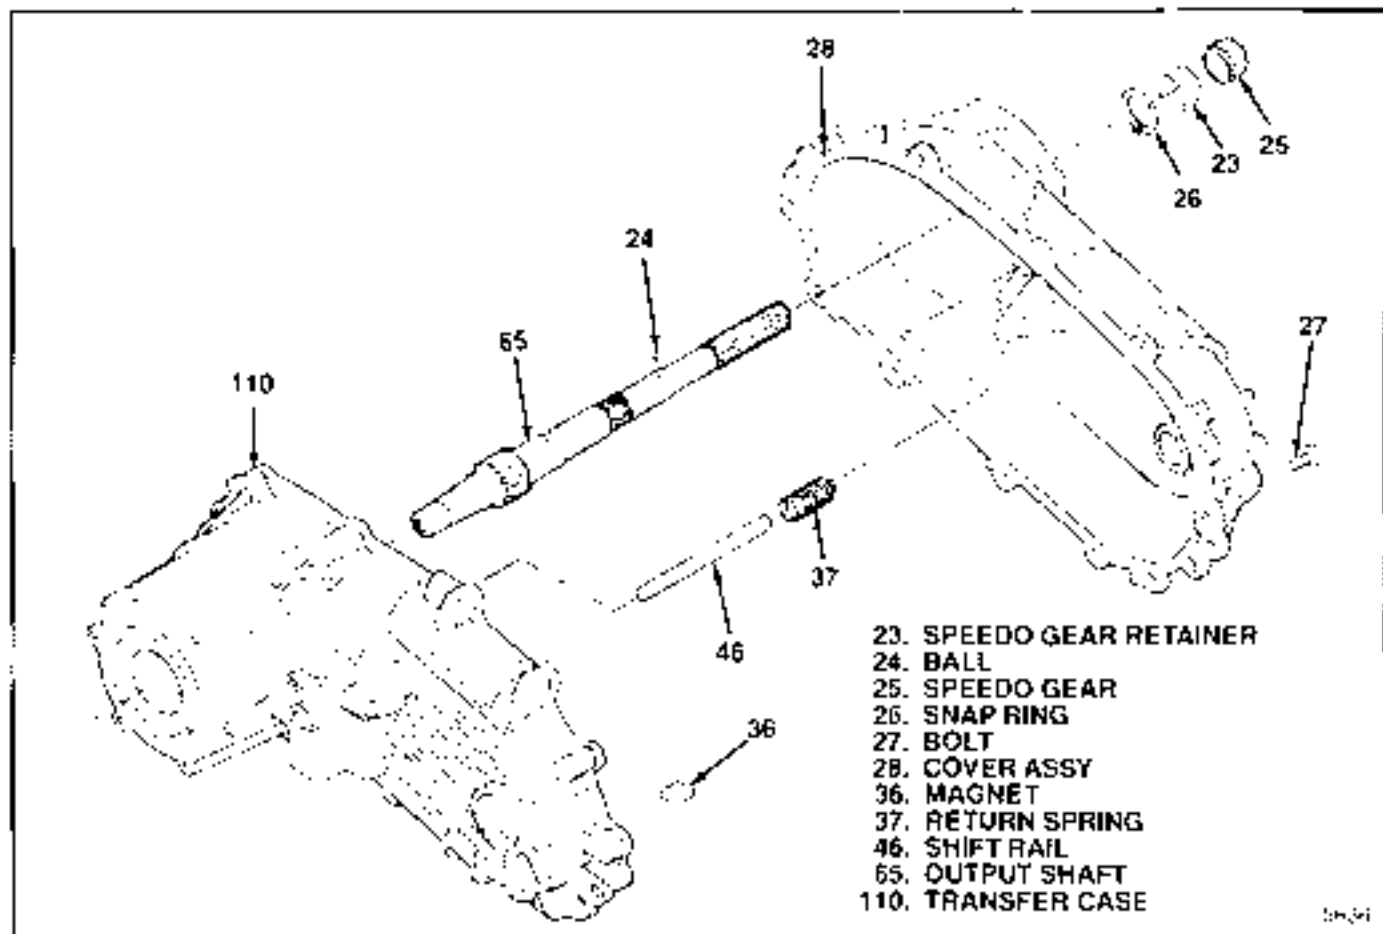 28
25
23
26
24
27
65
110
37
46
36
23. SPEEDO GEAR RETAINER
24. BALL
25. SPEEDO GEAR
26. SNAP RING
27. BOLT
28. COVER ASSY
36. MAGNET
37. RETURN SPRING
46. SHIFT RAIL
65. OUTPUT SHAFT
110. TRANSFER CASE